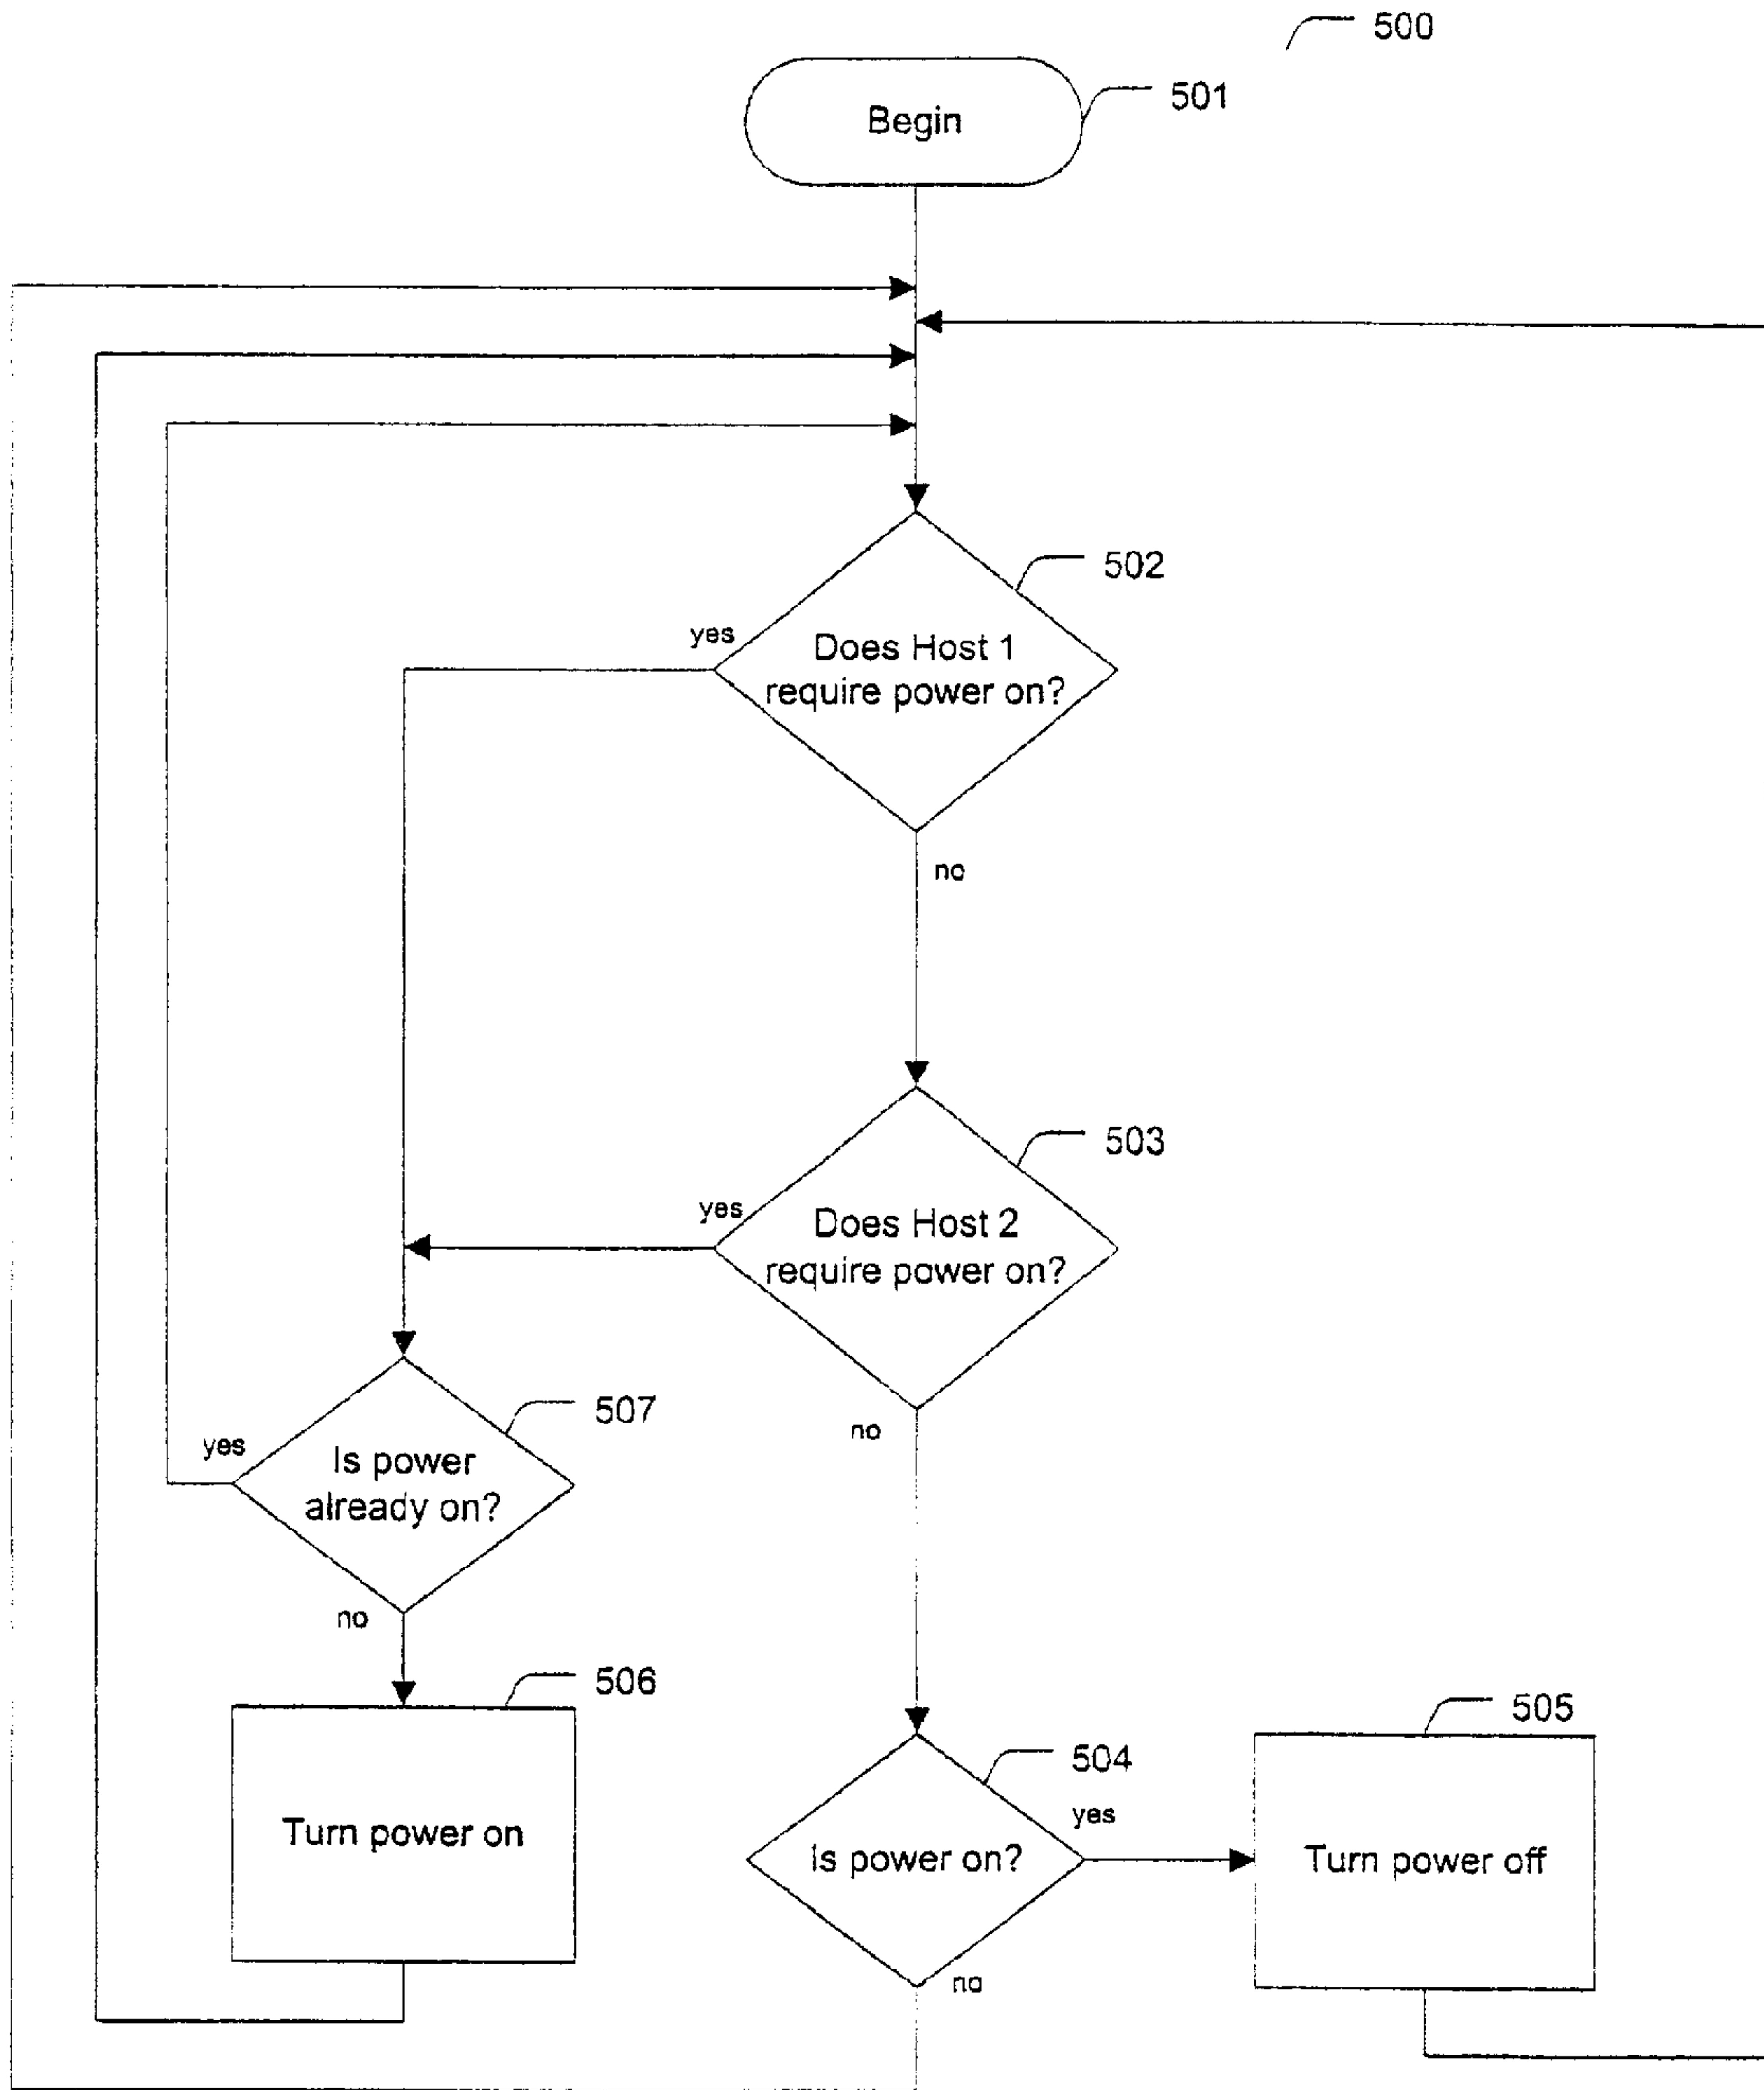 500
Begin
501
502
yes
Does Host 1
require power on?
no
503
yes
Does Host 2
require power on?
no
507
yes
Is power
already on?
no
506
Turn power on
504
yes
Is power on?
no
505
Turn power off